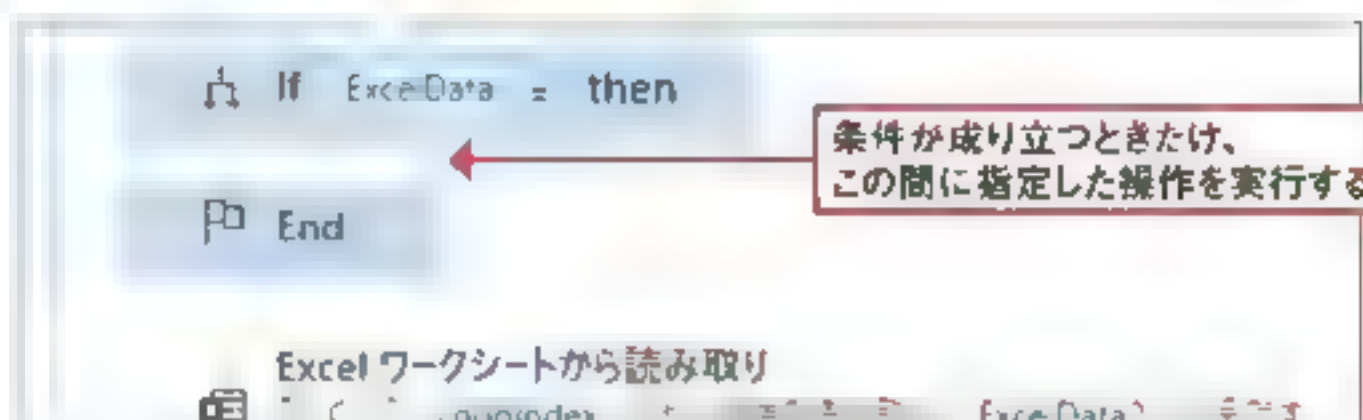 If ExcelData = then
条件が成り立つときだけ、
この間に指定した操作を実行する
End
Excel ワークシートから読み取り
ExcelData